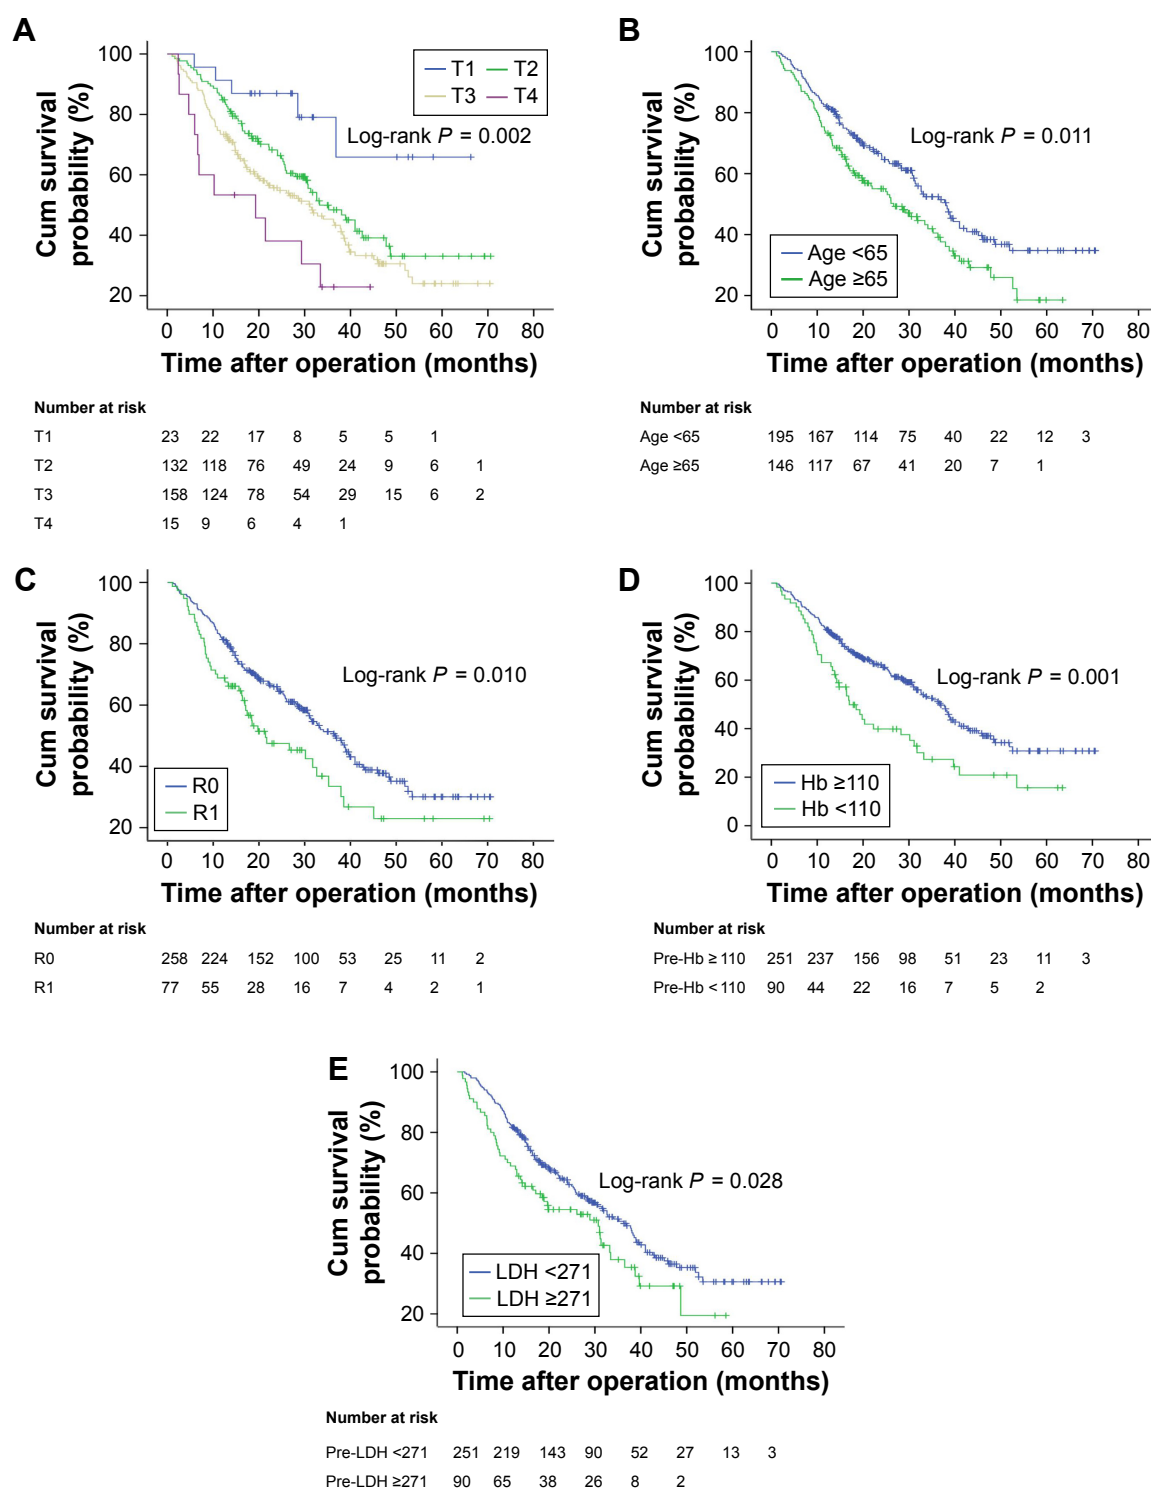 A
Cum survival
probability (%)
100
80
60
40
20
T1 T2
T3 T4
Log-rank P = 0.002
0 10 20 30 40 50 60 70 80
Time after operation (months)
Number at risk
T1 23 22 17 8 5 5 1
T2 132 118 76 49 24 9 6 1
T3 158 124 78 54 29 15 6 2
T4 15 9 6 4 1
B
Cum survival
probability (%)
100
80
60
40
20
Log-rank P = 0.011
Age <65
Age ≥65
0 10 20 30 40 50 60 70 80
Time after operation (months)
Number at risk
Age <65 195 167 114 75 40 22 12 3
Age ≥65 146 117 67 41 20 7 1
C
Cum survival
probability (%)
100
80
60
40
20
Log-rank P = 0.010
R0
R1
0 10 20 30 40 50 60 70 80
Time after operation (months)
Number at risk
R0 258 224 152 100 53 25 11 2
R1 77 55 28 16 7 4 2 1
D
Cum survival
probability (%)
100
80
60
40
20
0
Log-rank P = 0.001
Hb ≥110
Hb <110
0 10 20 30 40 50 60 70 80
Time after operation (months)
Number at risk
Pre-Hb ≥ 110 251 237 156 98 51 23 11 3
Pre-Hb < 110 90 44 22 16 7 5 2
E
Cum survival
probability (%)
100
80
60
40
20
Log-rank P = 0.028
LDH <271
LDH ≥271
0 10 20 30 40 50 60 70 80
Time after operation (months)
Number at risk
Pre-LDH <271 251 219 143 90 52 27 13 3
Pre-LDH ≥271 90 65 38 26 8 2